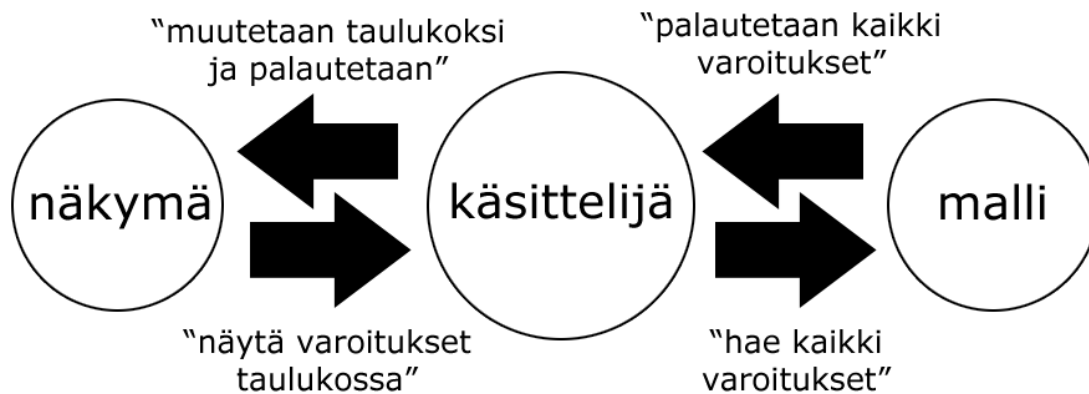 “muutetaan taulukoksi
ja palautetaan”
“palautetaan kaikki
varoitukset”
näkymä
käsittelijä
malli
“näytä varoitukset
taulukossa”
“hae kaikki
varoitukset”